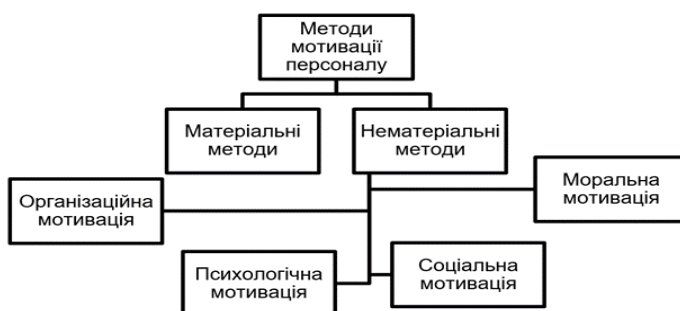 Методи
мотивації
персоналу
Матеріальні
методи
Нематеріальні
методи
Організаційна
мотивація
Моральна
мотивація
Психологічна
мотивація
Соціальна
мотивація